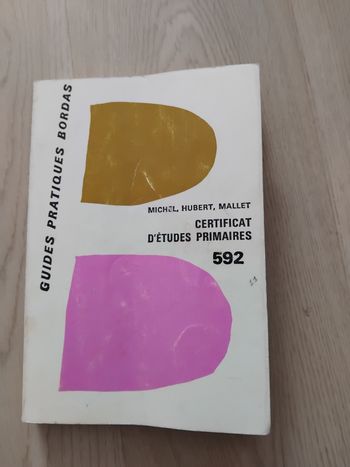 GUIDES PRATIQUES BORDAS
MICHEL, HUBERT, MALLET
CERTIFICAT
D'ÉTUDES PRIMAIRES
592